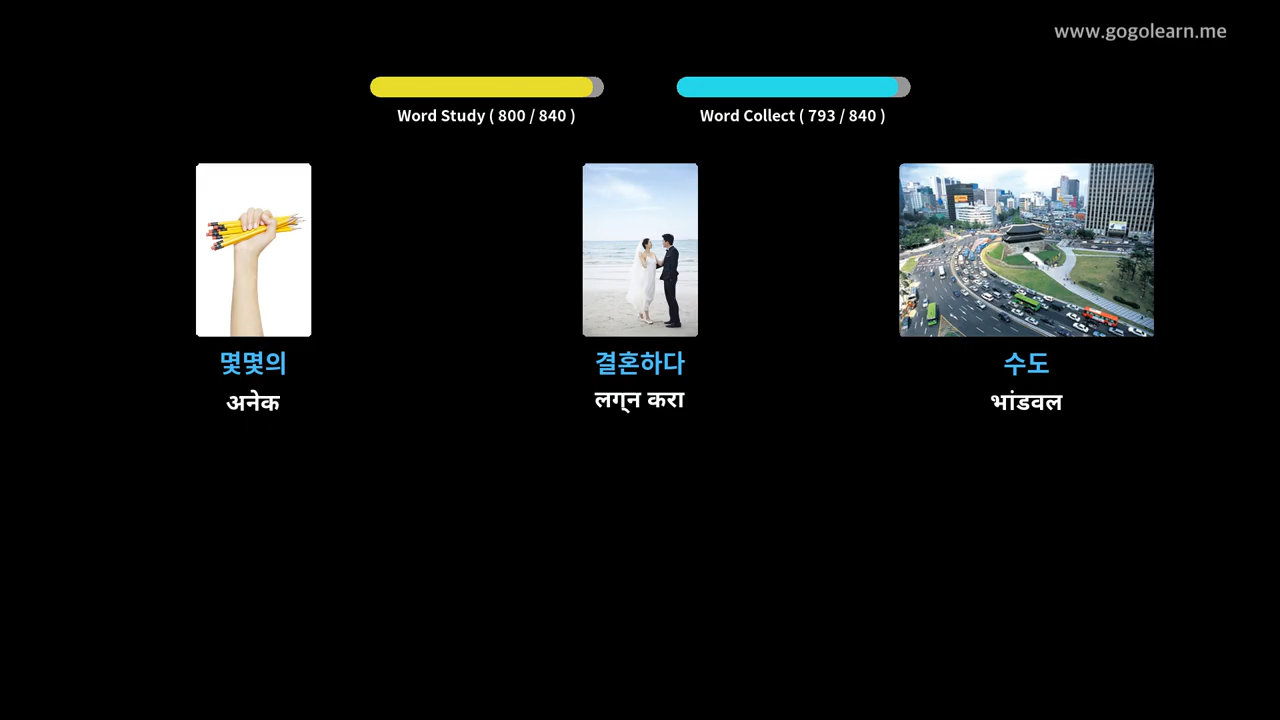 www.gogolearn.me
Word Study ( 800 / 840 )
Word Collect ( 793 / 840 )
몇몇의
결혼하다
수도
अनेक
लग्न करा
भांडवल